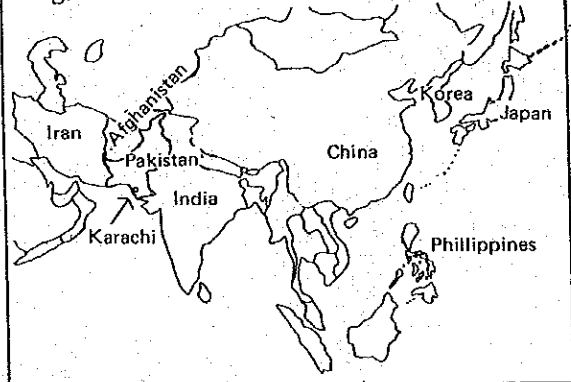 Iran
Afghanistan
Pakistan
India
Karachi
China
Korea
Japan
Phillippines